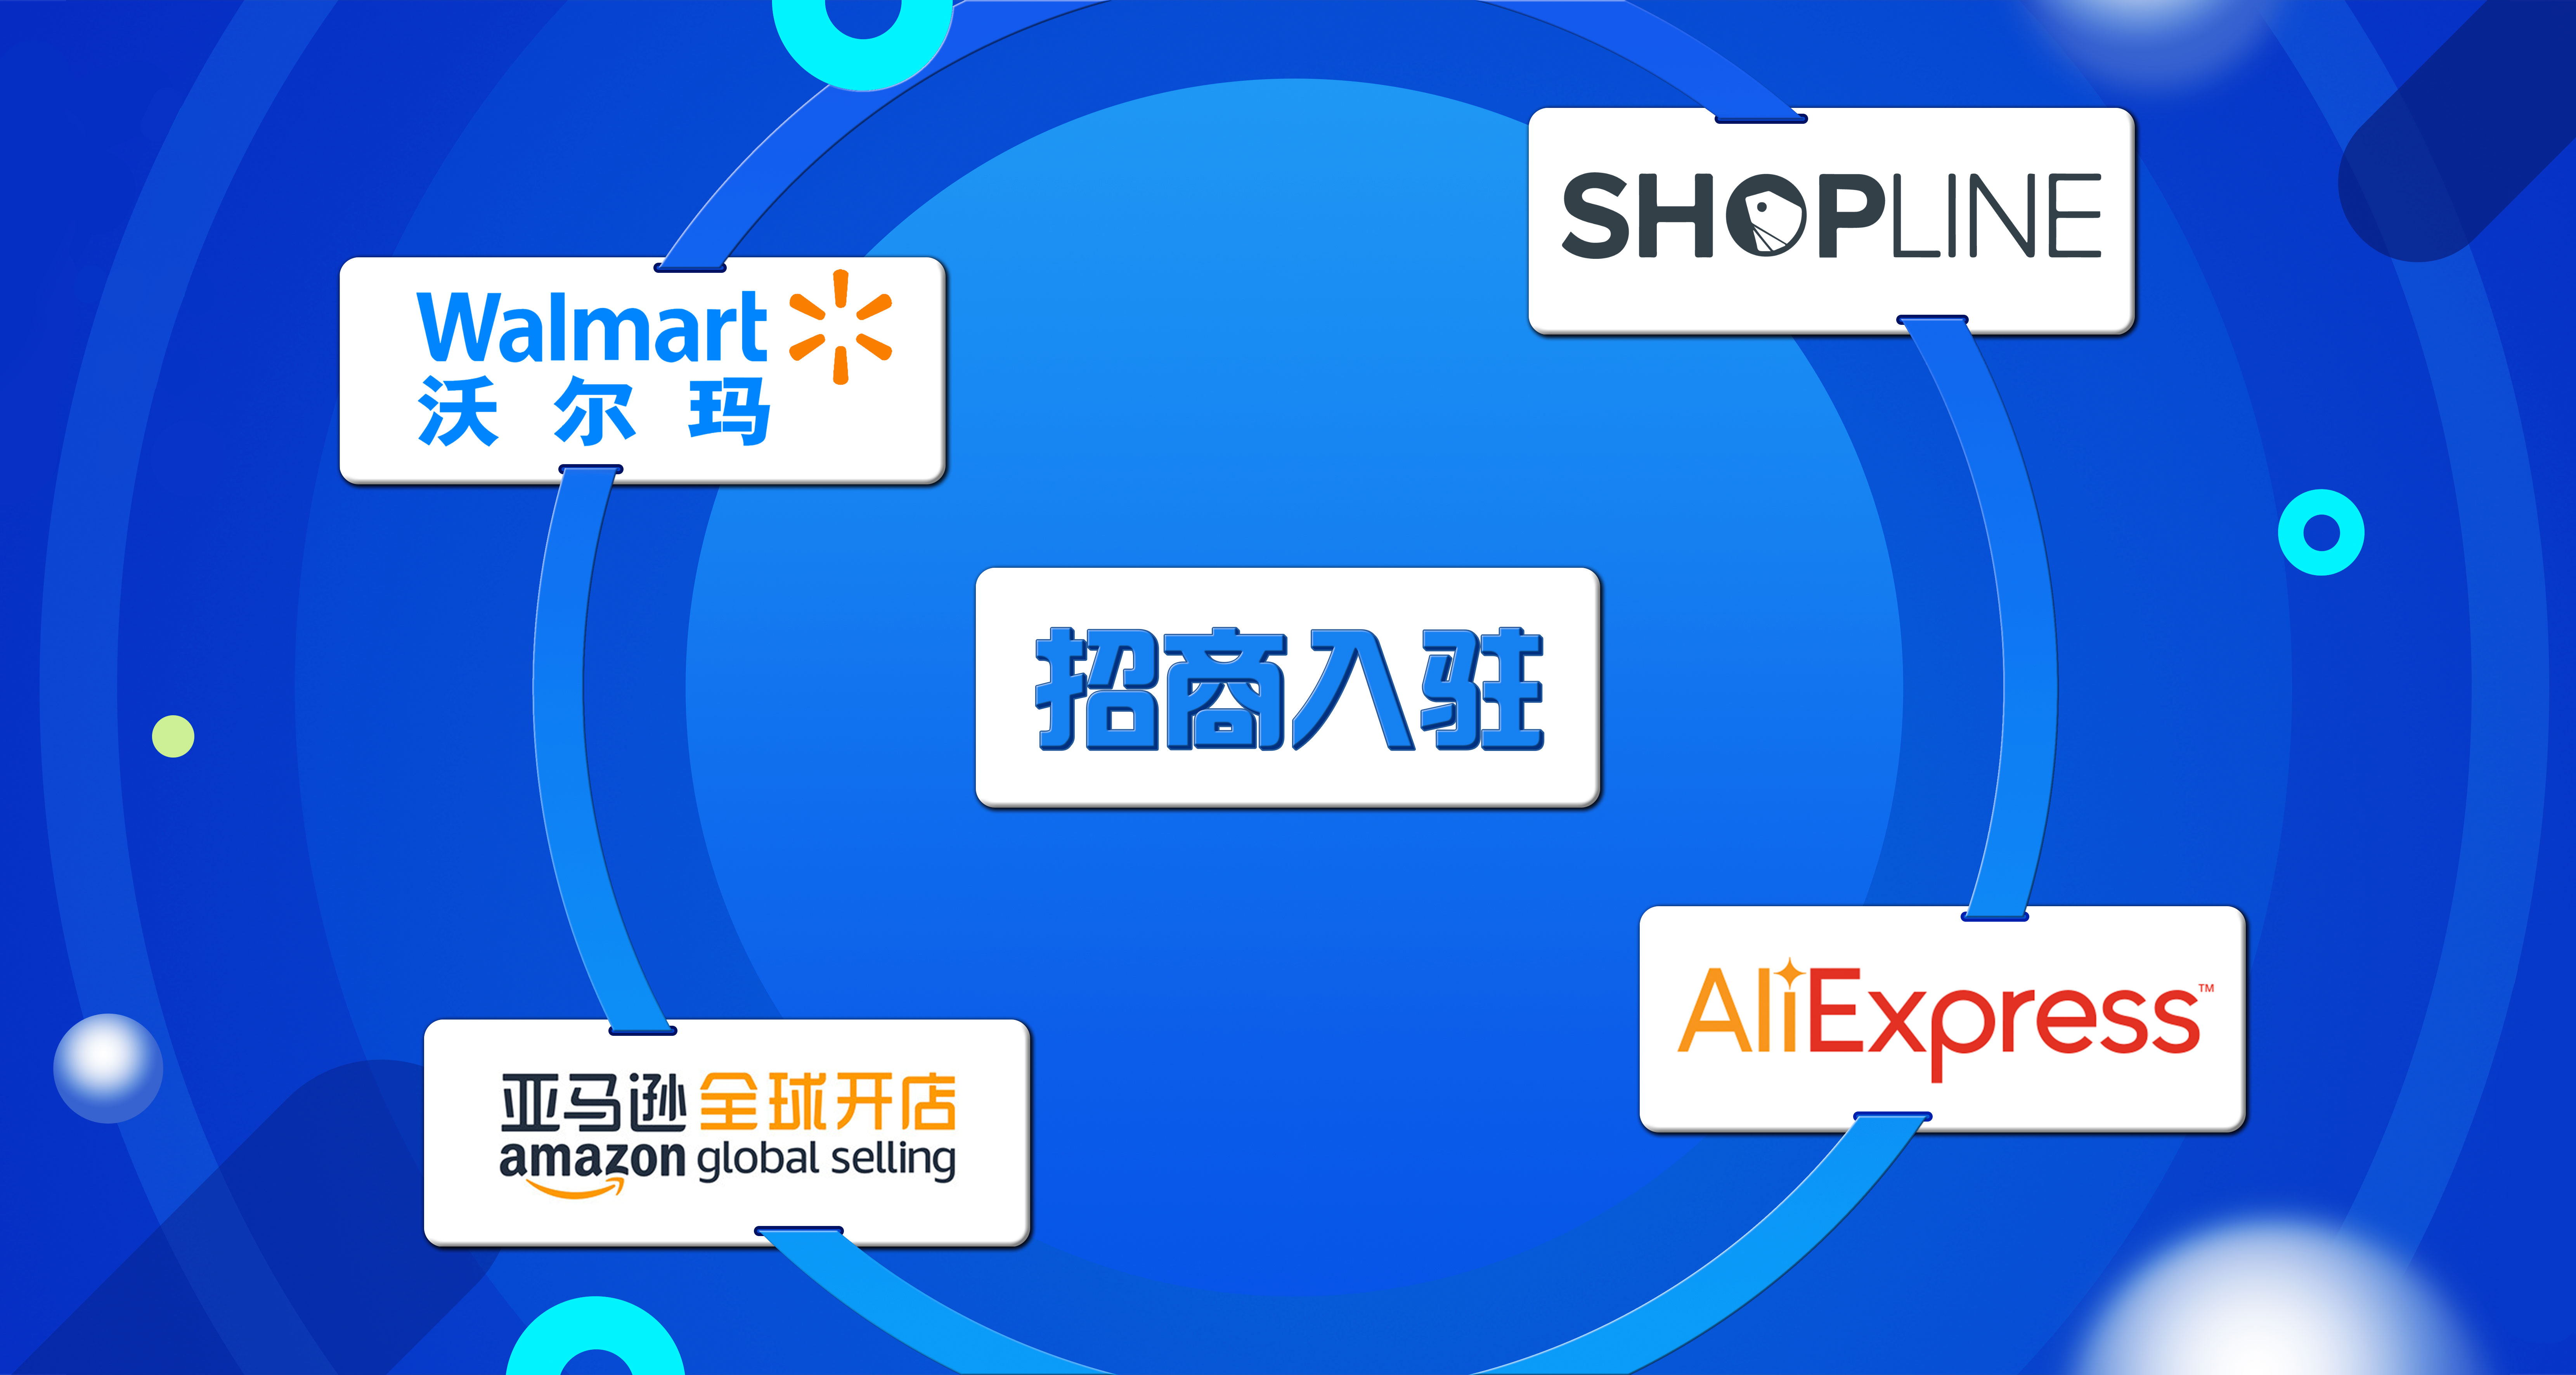 SHOPLINE
Walmart
沃尔玛
招商入驻
AliExpress™
亚马逊全球开店
amazon global selling